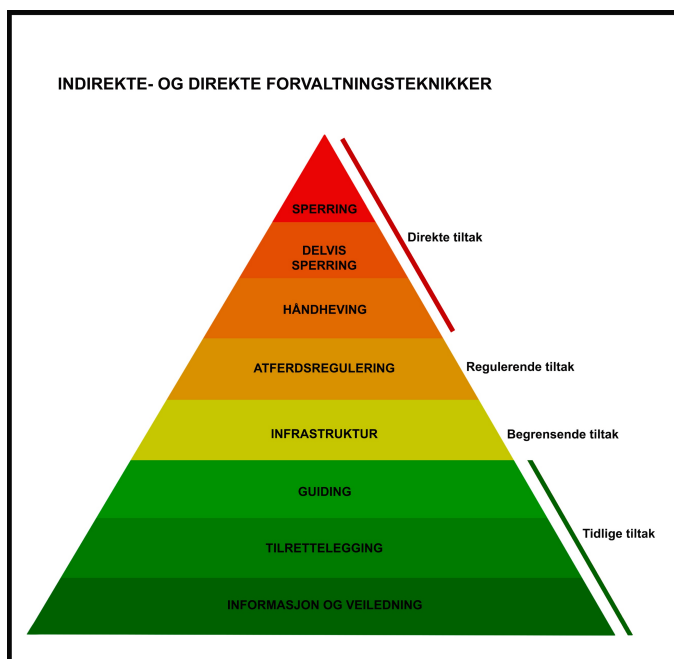 INDIREKTE- OG DIREKTE FORVALTNINGSTEKNIKKER
SPERRING
Direkte tiltak
DELVIS
SPERRING
HÅNDHEVING
ATFERDSREGULERING
Regulerende tiltak
INFRASTRUKTUR
Begrensende tiltak
GUIDING
Tidlige tiltak
TILRETTELEGGING
INFORMASJON OG VEILEDNING